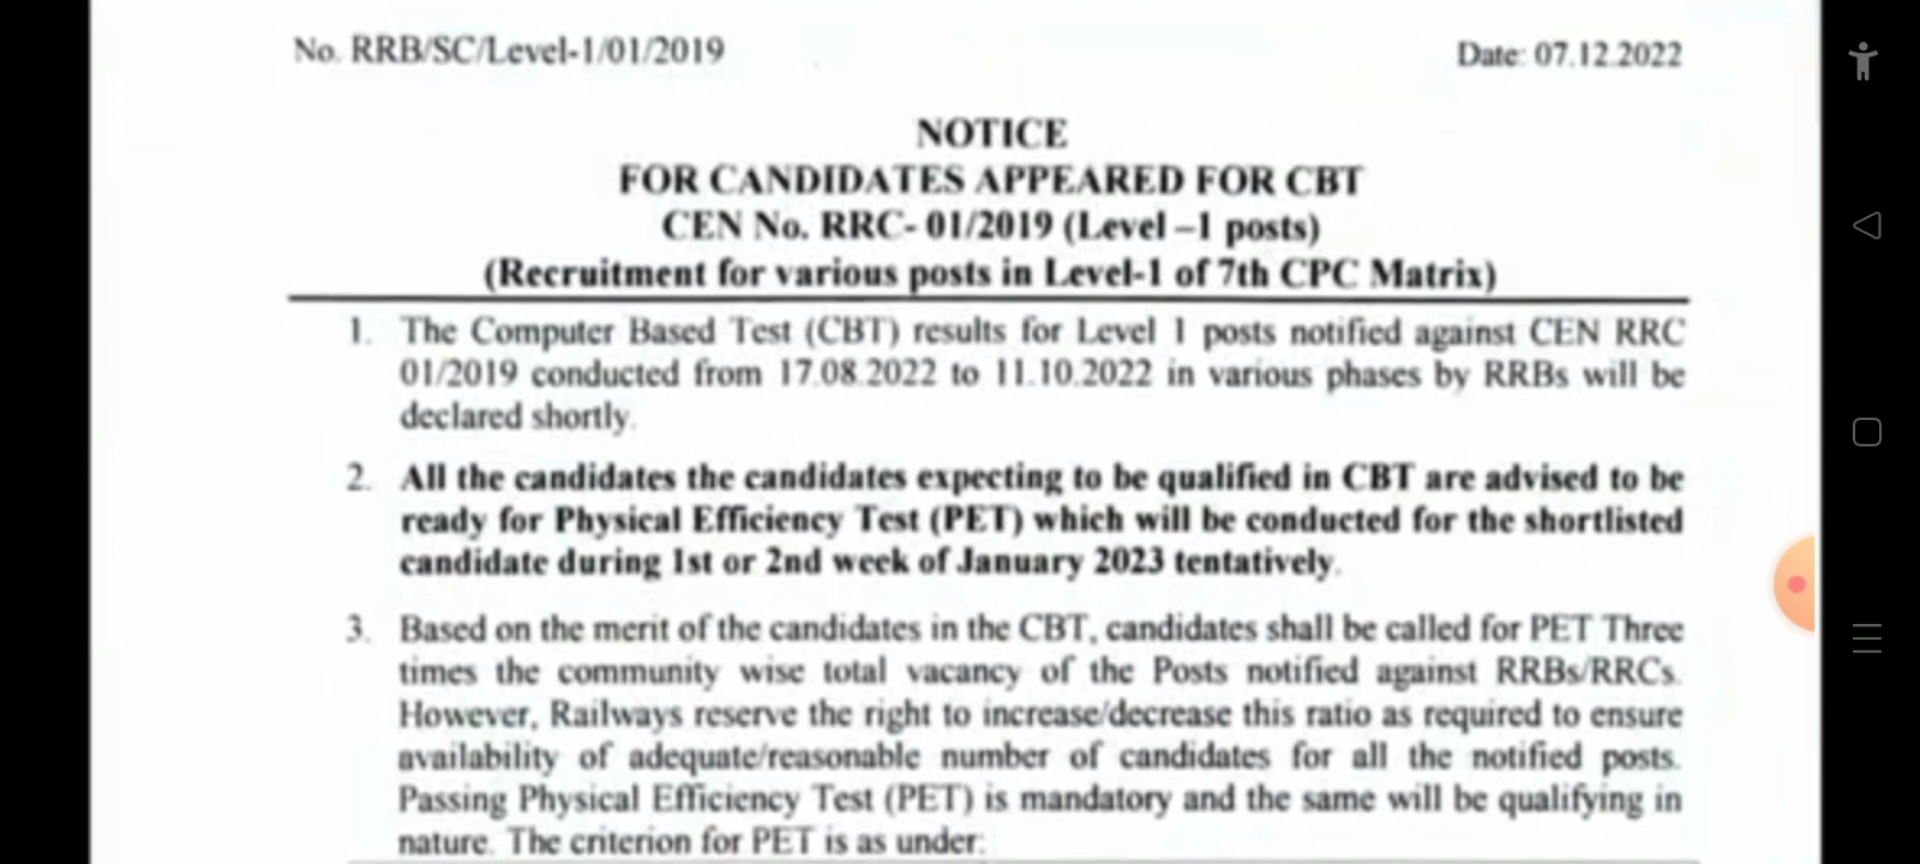 No. RRB/SC/Level-1/01/2019 Date: 07.12.2022
NOTICE
FOR CANDIDATES APPEARED FOR CBT
CEN No. RRC- 01/2019 (Level –1 posts)
(Recruitment for various posts in Level-1 of 7th CPC Matrix)
1. The Computer Based Test (CBT) results for Level 1 posts notified against CEN RRC
01/2019 conducted from 17.08.2022 to 11.10.2022 in various phases by RRBs will be
declared shortly.
2. All the candidates the candidates expecting to be qualified in CBT are advised to be
ready for Physical Efficiency Test (PET) which will be conducted for the shortlisted
candidate during 1st or 2nd week of January 2023 tentatively.
3. Based on the merit of the candidates in the CBT, candidates shall be called for PET Three
times the community wise total vacancy of the Posts notified against RRBs/RRCs.
However, Railways reserve the right to increase/decrease this ratio as required to ensure
availability of adequate/reasonable number of candidates for all the notified posts.
Passing Physical Efficiency Test (PET) is mandatory and the same will be qualifying in
nature. The criterion for PET is as under: